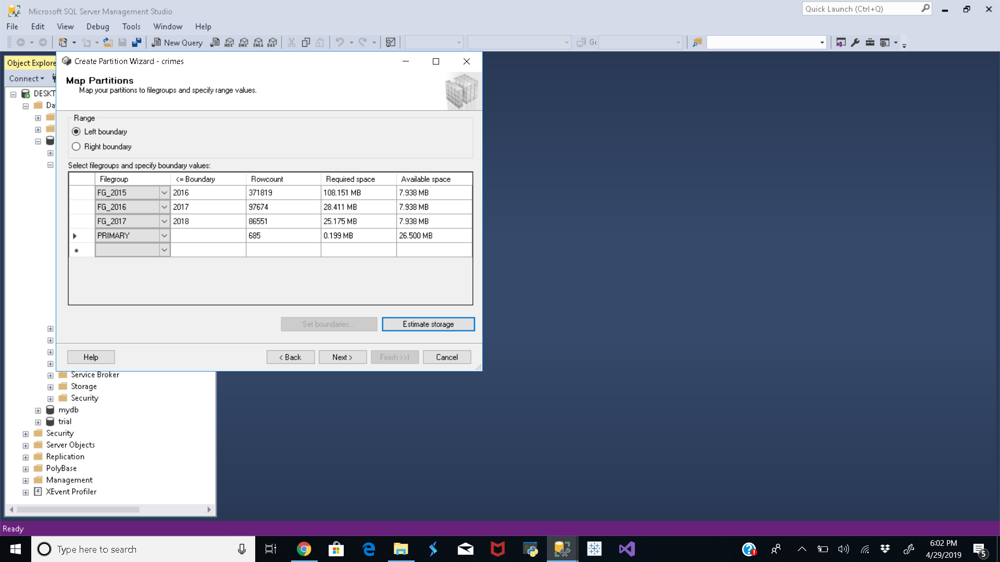 Microsoft SQL Server Management Studio
Quick Launch (Ctrl+Q)
File Edit View Debug Tools Window Help
New Query MDX DMX XMLA DAX
Object Explore
Connect
DESKT
Da
Create Partition Wizard - crimes
Map Partitions
Map your partitions to filegroups and specify range values.
Range
Left boundary
Right boundary
Select filegroups and specify boundary values:
Filegroup <= Boundary Rowcount Required space Available space
FG_2015 2016 371819 108.151 MB 7.938 MB
FG_2016 2017 97674 28.411 MB 7.938 MB
FG_2017 2018 86551 25.175 MB 7.938 MB
PRIMARY 685 0.199 MB 26.500 MB
Set boundaries... Estimate storage
Help < Back Next > Finish >>| Cancel
Service Broker
Storage
Security
mydb
trial
Security
Server Objects
Replication
PolyBase
Management
XEvent Profiler
Ready
Type here to search
6:02 PM
4/29/2019
5